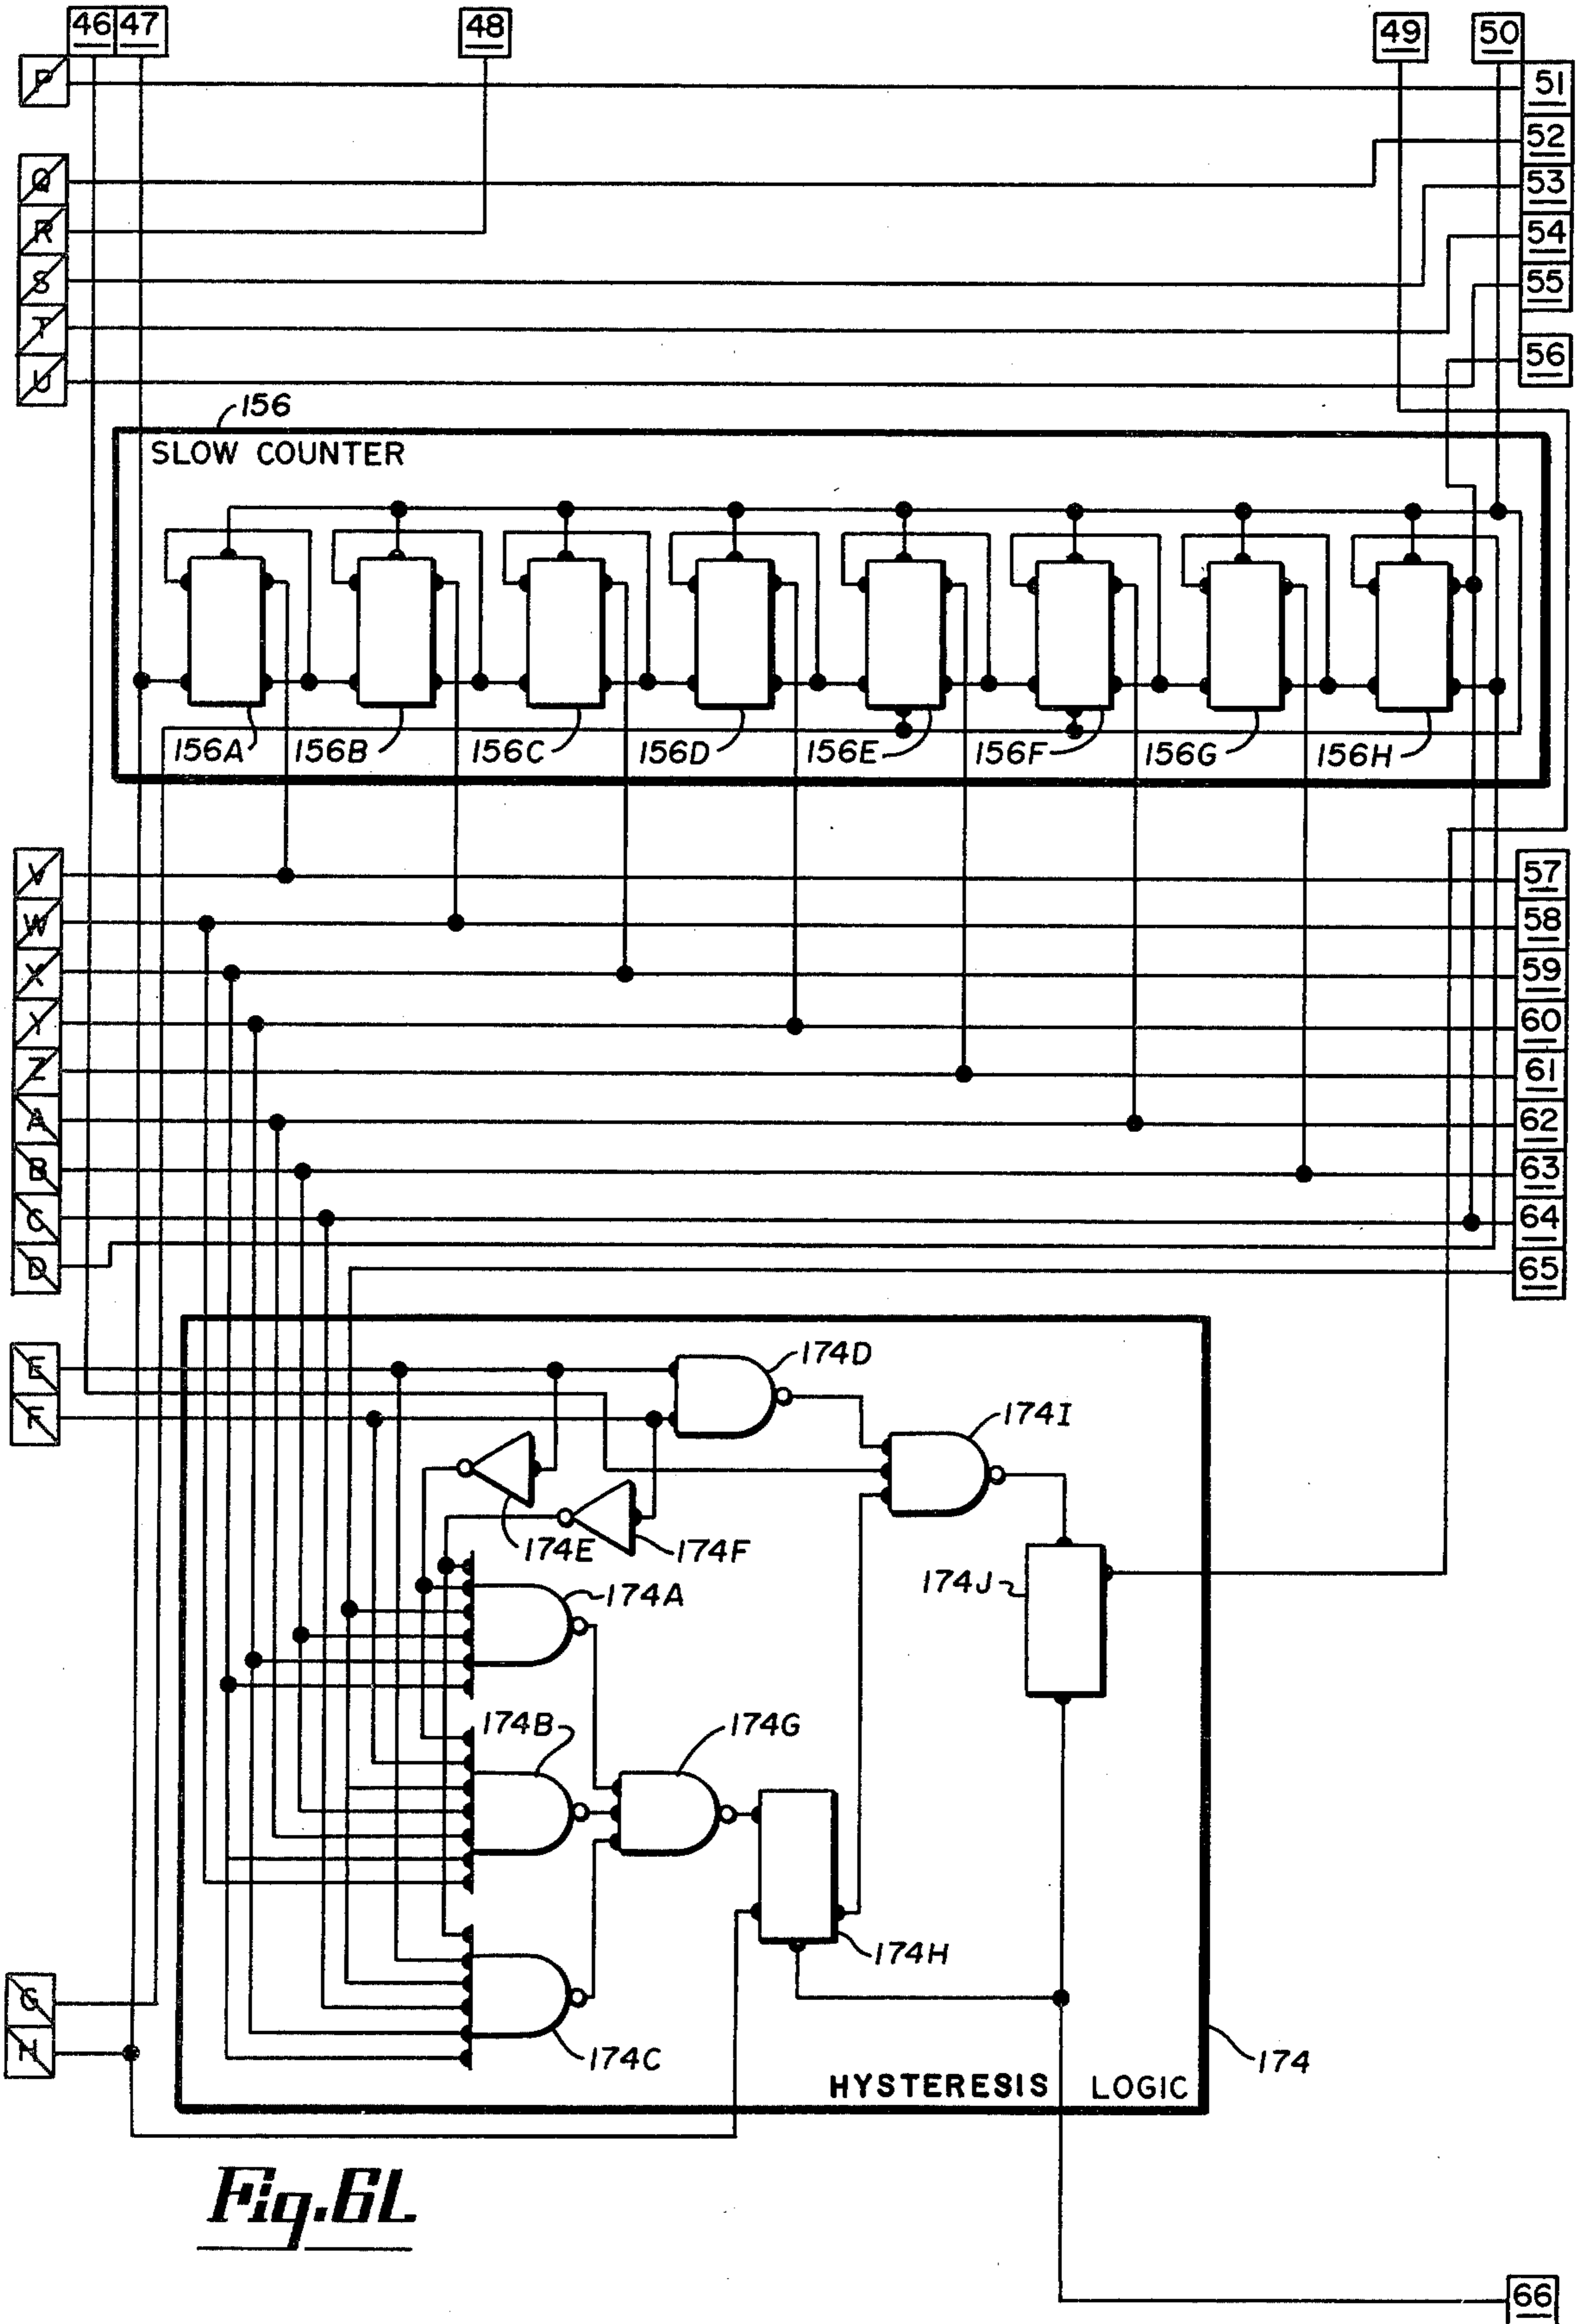 46 47 48 49 50
P 51
52
Q 53
R 54
S 55
T
56
U
156
SLOW COUNTER
156A 156B 156C 156D 156E 156F 156G 156H
V 57
W 58
X 59
Y 60
Z 61
A 62
B 63
C 64
D 65
E 174D
F 174I
174E 174F
174J
174A
174B 174G
174H
G
H
174C 174
HYSTERESIS LOGIC
Fig.6L
66